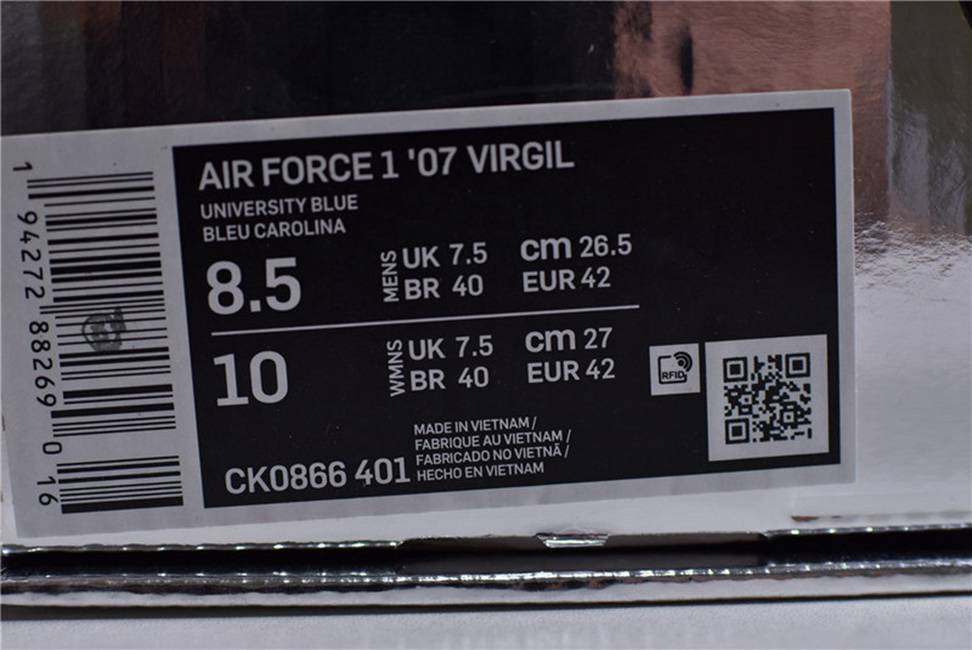 AIR FORCE 1 '07 VIRGIL
UNIVERSITY BLUE
BLEU CAROLINA
8.5
MENS
UK 7.5 cm 26.5
BR 40 EUR 42
10
WMNS
UK 7.5 cm 27
BR 40 EUR 42
RFID
MADE IN VIETNAM /
FABRIQUE AU VIETNAM /
FABRICADO NO VIETNÃ /
HECHO EN VIETNAM
CK0866 401
1 94272 88269 0 16